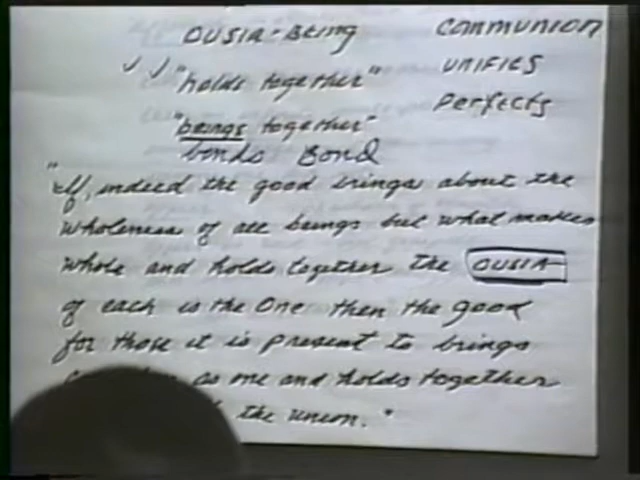 OUSIA - Being communion
✓ ✓ "holds together" unifies
perfects
"brings together"
bonds Bond
"If, indeed the good brings about the
wholeness of all beings but what makes
whole and holds together the OUSIA
of each is the One then the good
for those it is present to brings
as one and holds together
the union."